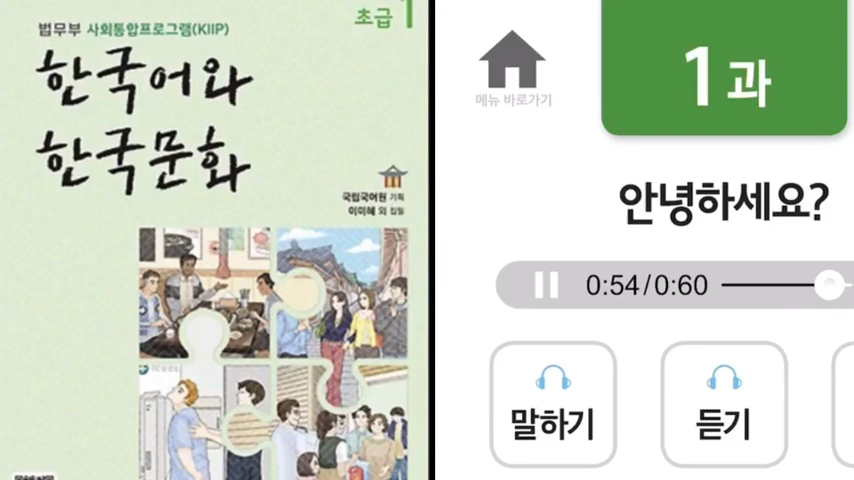 법무부 사회통합프로그램(KIIP)
초급 1
한국어와
한국문화
국립국어원 기획
이미혜 외 집필
메뉴 바로가기
1과
안녕하세요?
0:54/0:60
말하기
듣기